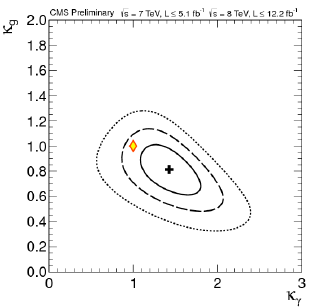 CMS Preliminary √s = 7 TeV, L ≤ 5.1 fb⁻¹ √s = 8 TeV, L ≤ 12.2 fb⁻¹
κg
2.0
1.8
1.6
1.4
1.2
1.0
0.8
0.6
0.4
0.2
0.0
0 1 2 3
κγ